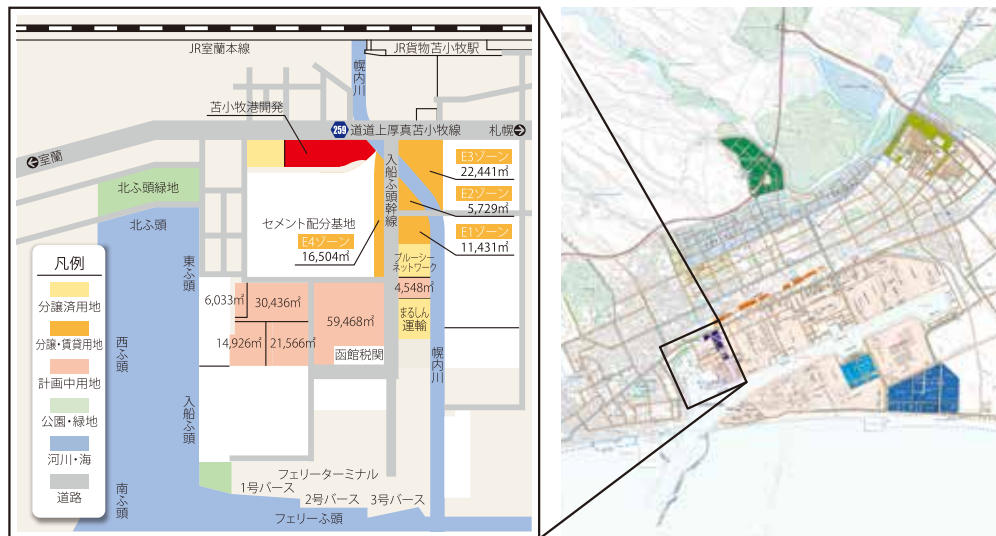 JR室蘭本線
JR貨物苫小牧駅
幌内川
苫小牧港開発
259
道道上厚真苫小牧線
札幌
室蘭
北ふ頭緑地
北ふ頭
入船ふ頭幹線
E3ゾーン
22,441㎡
E2ゾーン
5,729㎡
E1ゾーン
11,431㎡
セメント配分基地
E4ゾーン
16,504㎡
ブルーシー
ネットワーク
4,548㎡
まるしん
運輸
東ふ頭
6,033㎡
30,436㎡
59,468㎡
14,926㎡
21,566㎡
函館税関
幌内川
西ふ頭
入船ふ頭
南ふ頭
フェリーターミナル
1号バース
2号バース
3号バース
フェリーふ頭
凡例
分譲済用地
分譲・賃貸用地
計画中用地
公園・緑地
河川・海
道路